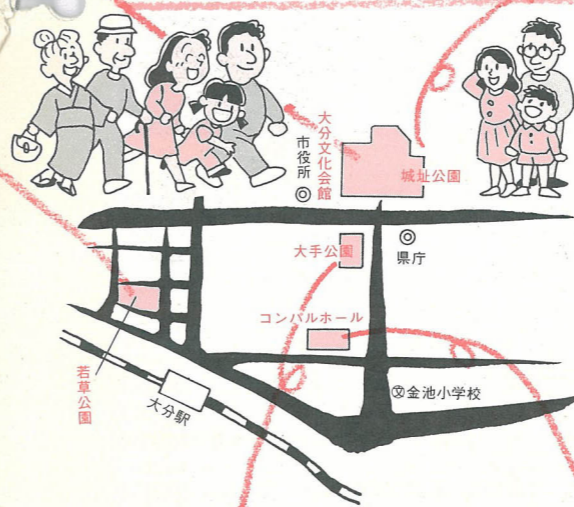 大分文化会館
市役所
城址公園
大手公園
県庁
コンパルホール
若草公園
大分駅
文金池小学校